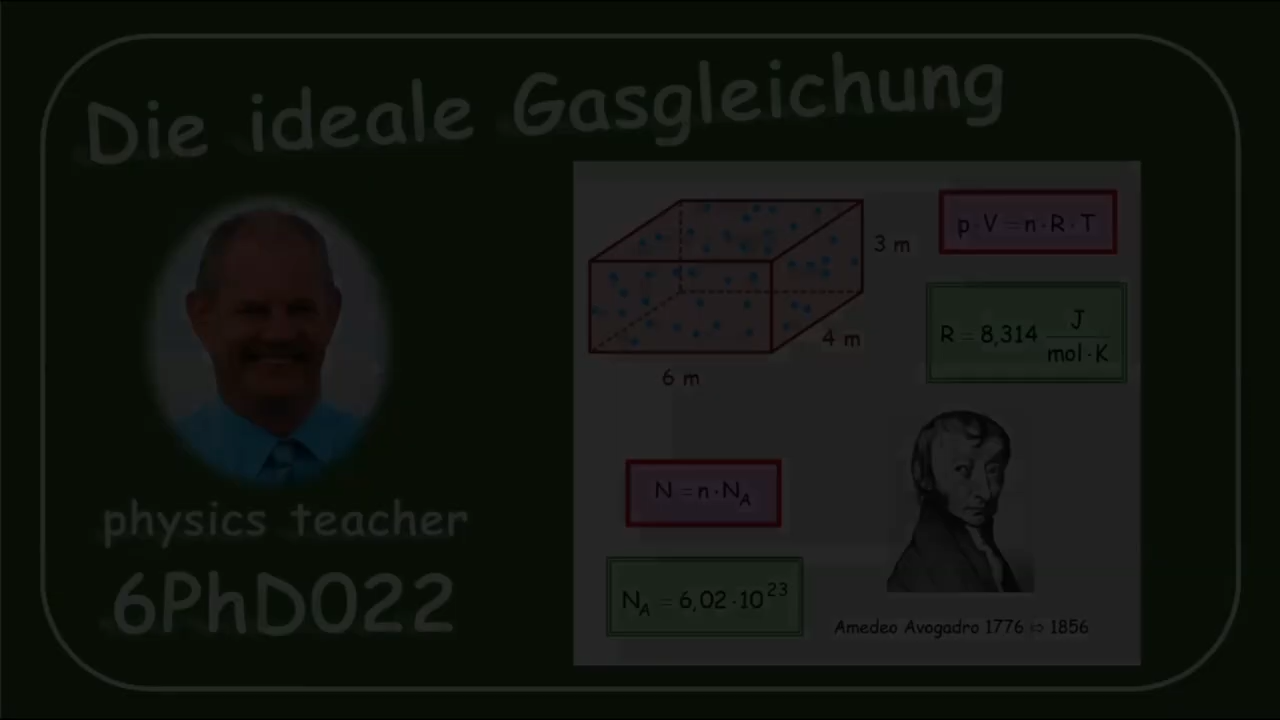 Die ideale Gasgleichung
physics teacher
6PhD022
3 m
4 m
6 m
p·V=n·R·T
R=8,314 J/mol·K
N=n·N_A
N_A=6,02·10^23
Amedeo Avogadro 1776 ⇨ 1856